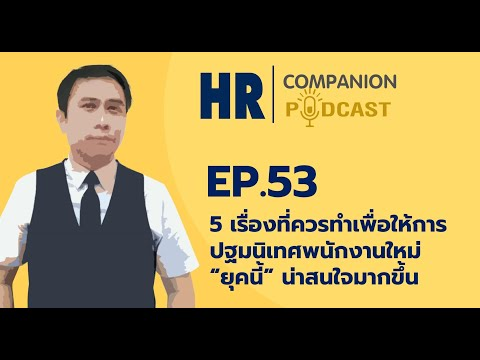 HR COMPANION
PODCAST
EP.53
5 เรื่องที่ควรทำเพื่อให้การ
ปฐมนิเทศพนักงานใหม่
“ยุคนี้” น่าสนใจมากขึ้น